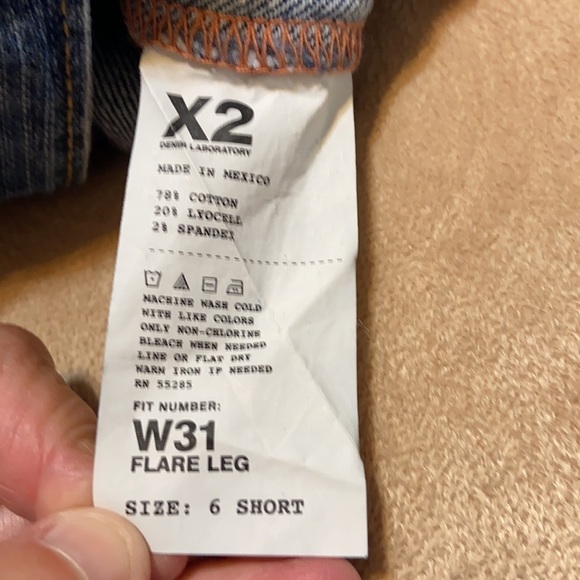 X2
DENIM LABORATORY
MADE IN MEXICO
78% COTTON
20% LYOCELL
2% SPANDEX
MACHINE WASH COLD
WITH LIKE COLORS
ONLY NON-CHLORINE
BLEACH WHEN NEEDED
LINE OR FLAT DRY
WARM IRON IF NEEDED
RN 55285
FIT NUMBER:
W31
FLARE LEG
SIZE: 6 SHORT